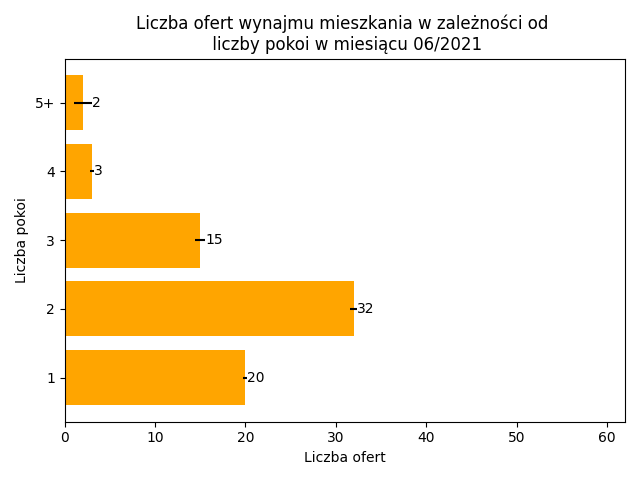 Liczba ofert wynajmu mieszkania w zależności od
liczby pokoi w miesiącu 06/2021
5+
2
4
3
3
15
2
32
1
20
0 10 20 30 40 50 60
Liczba ofert
Liczba pokoi